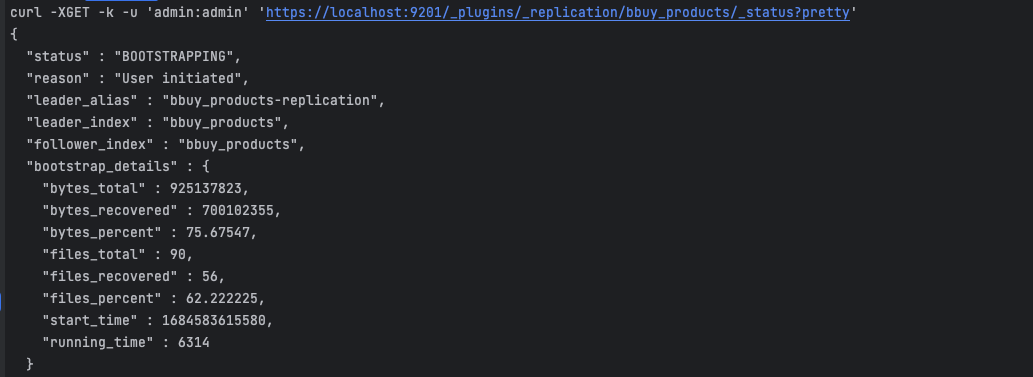 curl -XGET -k -u 'admin:admin' 'https://localhost:9201/_plugins/_replication/bbuy_products/_status?pretty'
{
  "status" : "BOOTSTRAPPING",
  "reason" : "User initiated",
  "leader_alias" : "bbuy_products-replication",
  "leader_index" : "bbuy_products",
  "follower_index" : "bbuy_products",
  "bootstrap_details" : {
    "bytes_total" : 925137823,
    "bytes_recovered" : 700102355,
    "bytes_percent" : 75.67547,
    "files_total" : 90,
    "files_recovered" : 56,
    "files_percent" : 62.222225,
    "start_time" : 1684583615580,
    "running_time" : 6314
  }